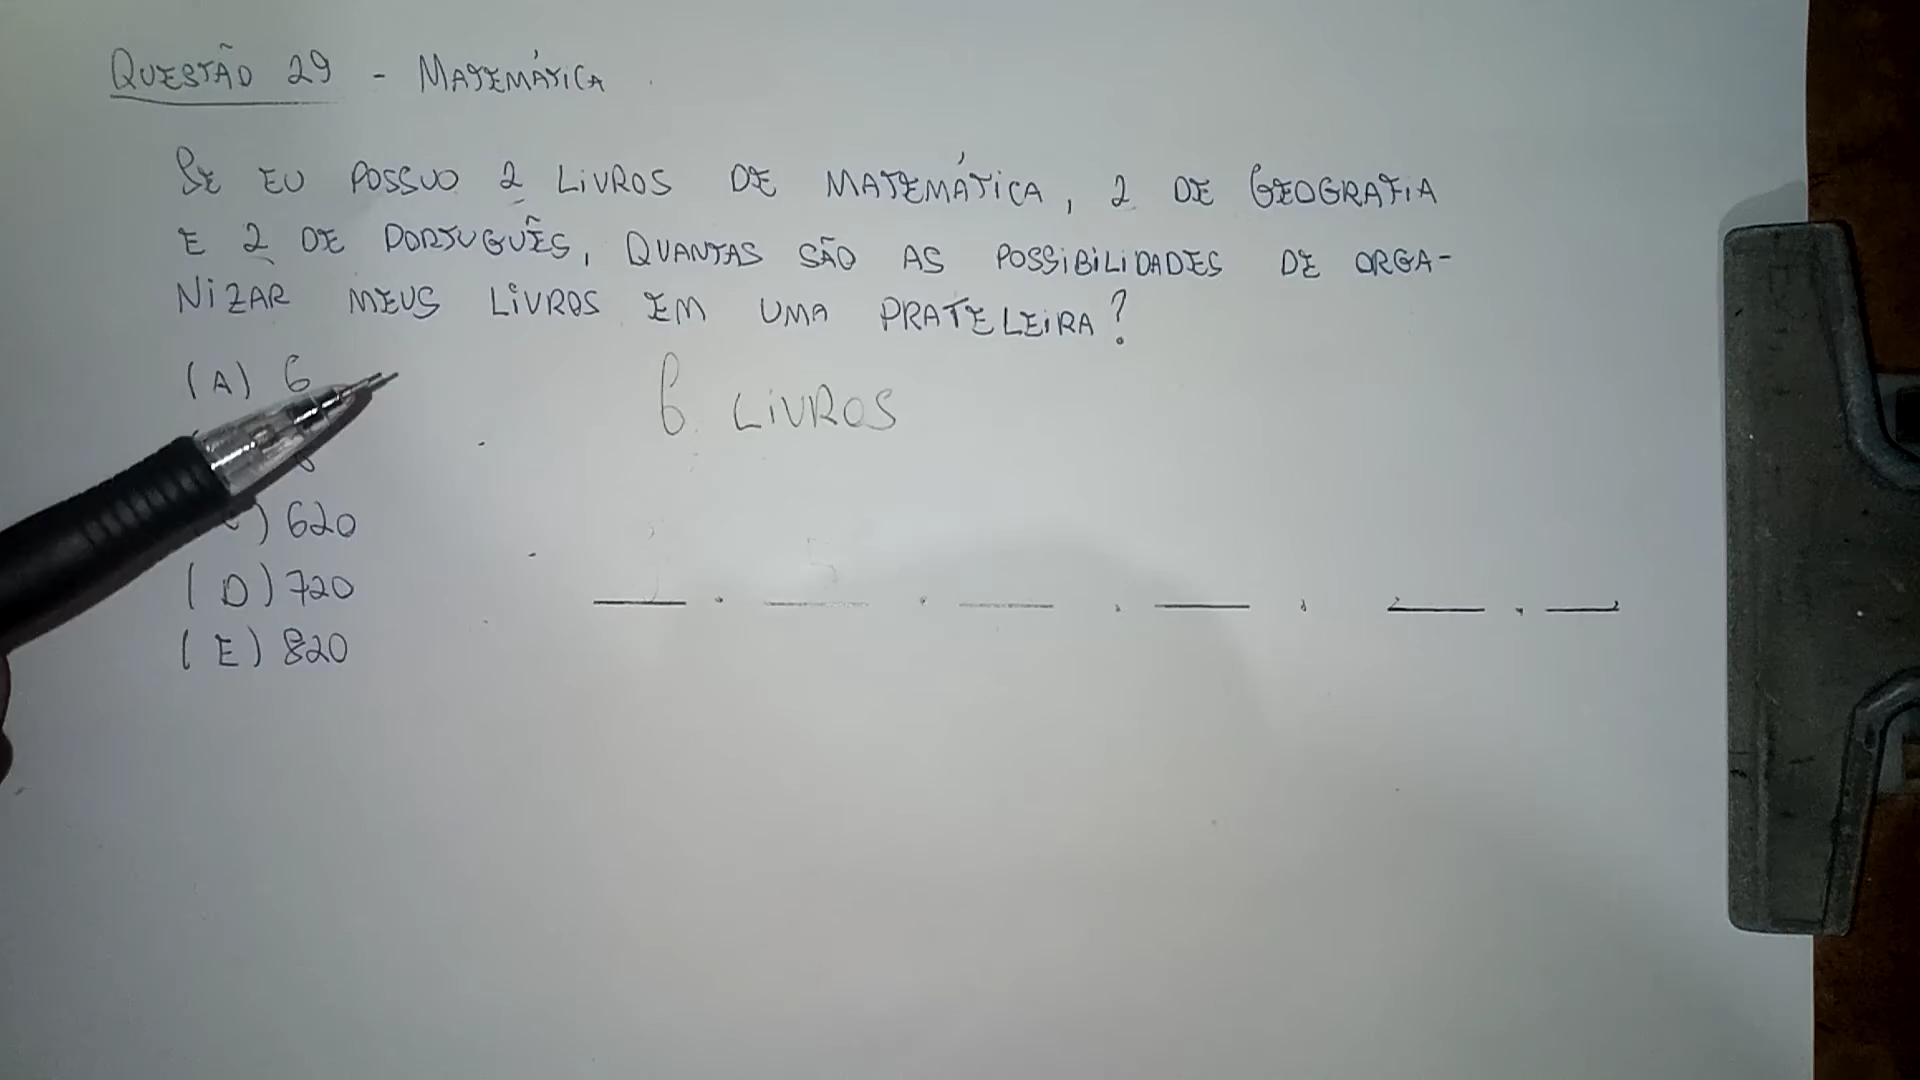 QUESTÃO 29 - MATEMÁTICA
SE EU POSSUO 2 LIVROS DE MATEMÁTICA, 2 DE GEOGRAFIA
E 2 DE PORTUGUÊS, QUANTAS SÃO AS POSSIBILIDADES DE ORGA-
NIZAR MEUS LIVROS EM UMA PRATELEIRA?
(A) 6
6 LIVROS
) 620
(D) 720
(E) 820